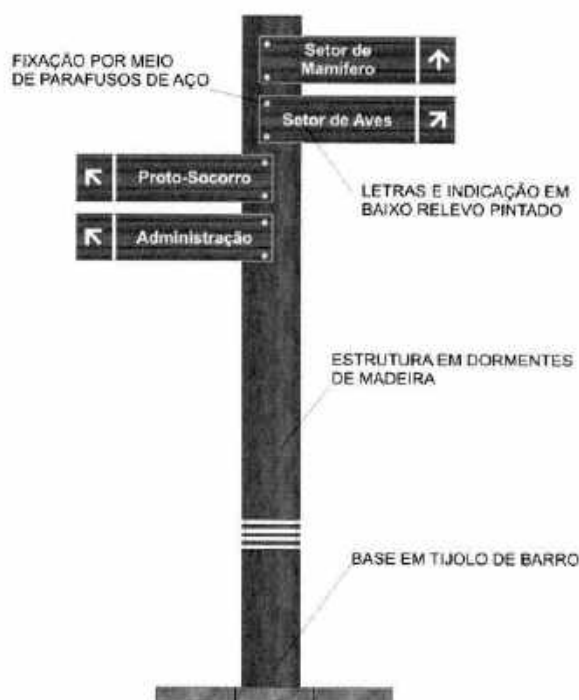 Setor de
Mamífero
FIXAÇÃO POR MEIO
DE PARAFUSOS DE AÇO
Setor de Aves
Proto-Socorro
LETRAS E INDICAÇÃO EM
BAIXO RELEVO PINTADO
Administração
ESTRUTURA EM DORMENTES
DE MADEIRA
BASE EM TIJOLO DE BARRO